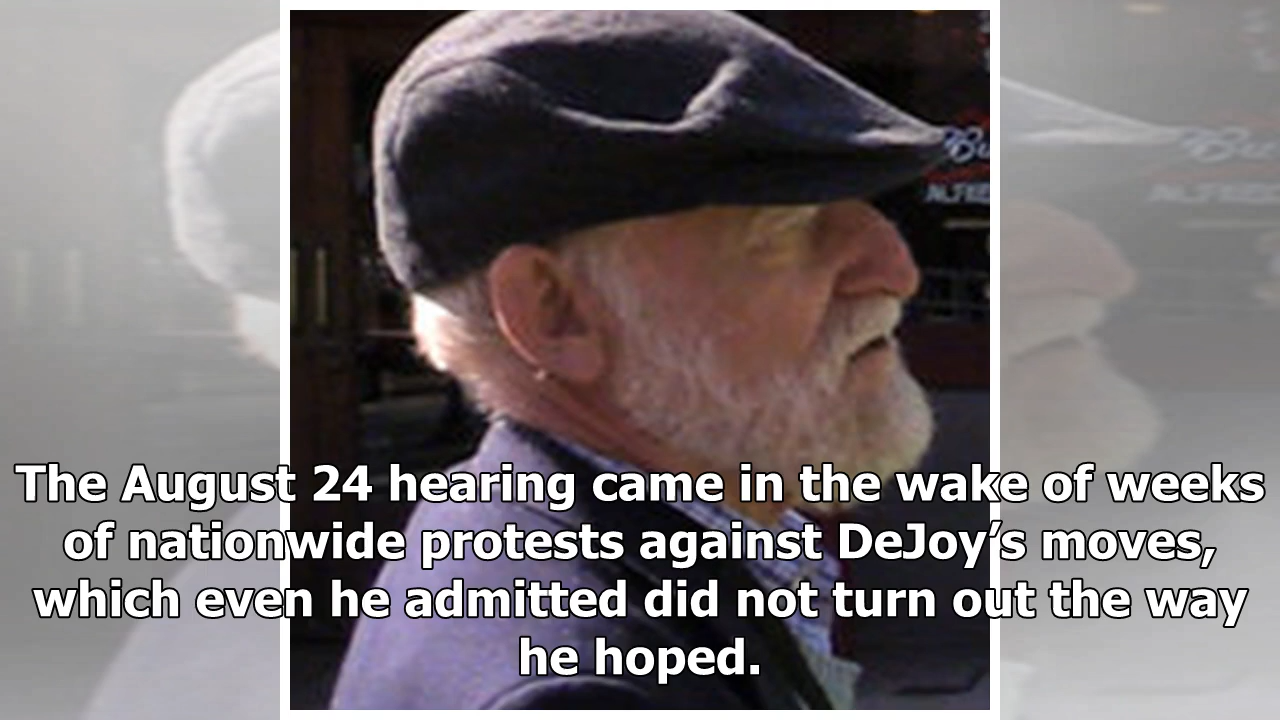 The August 24 hearing came in the wake of weeks
of nationwide protests against DeJoy’s moves,
which even he admitted did not turn out the way
he hoped.